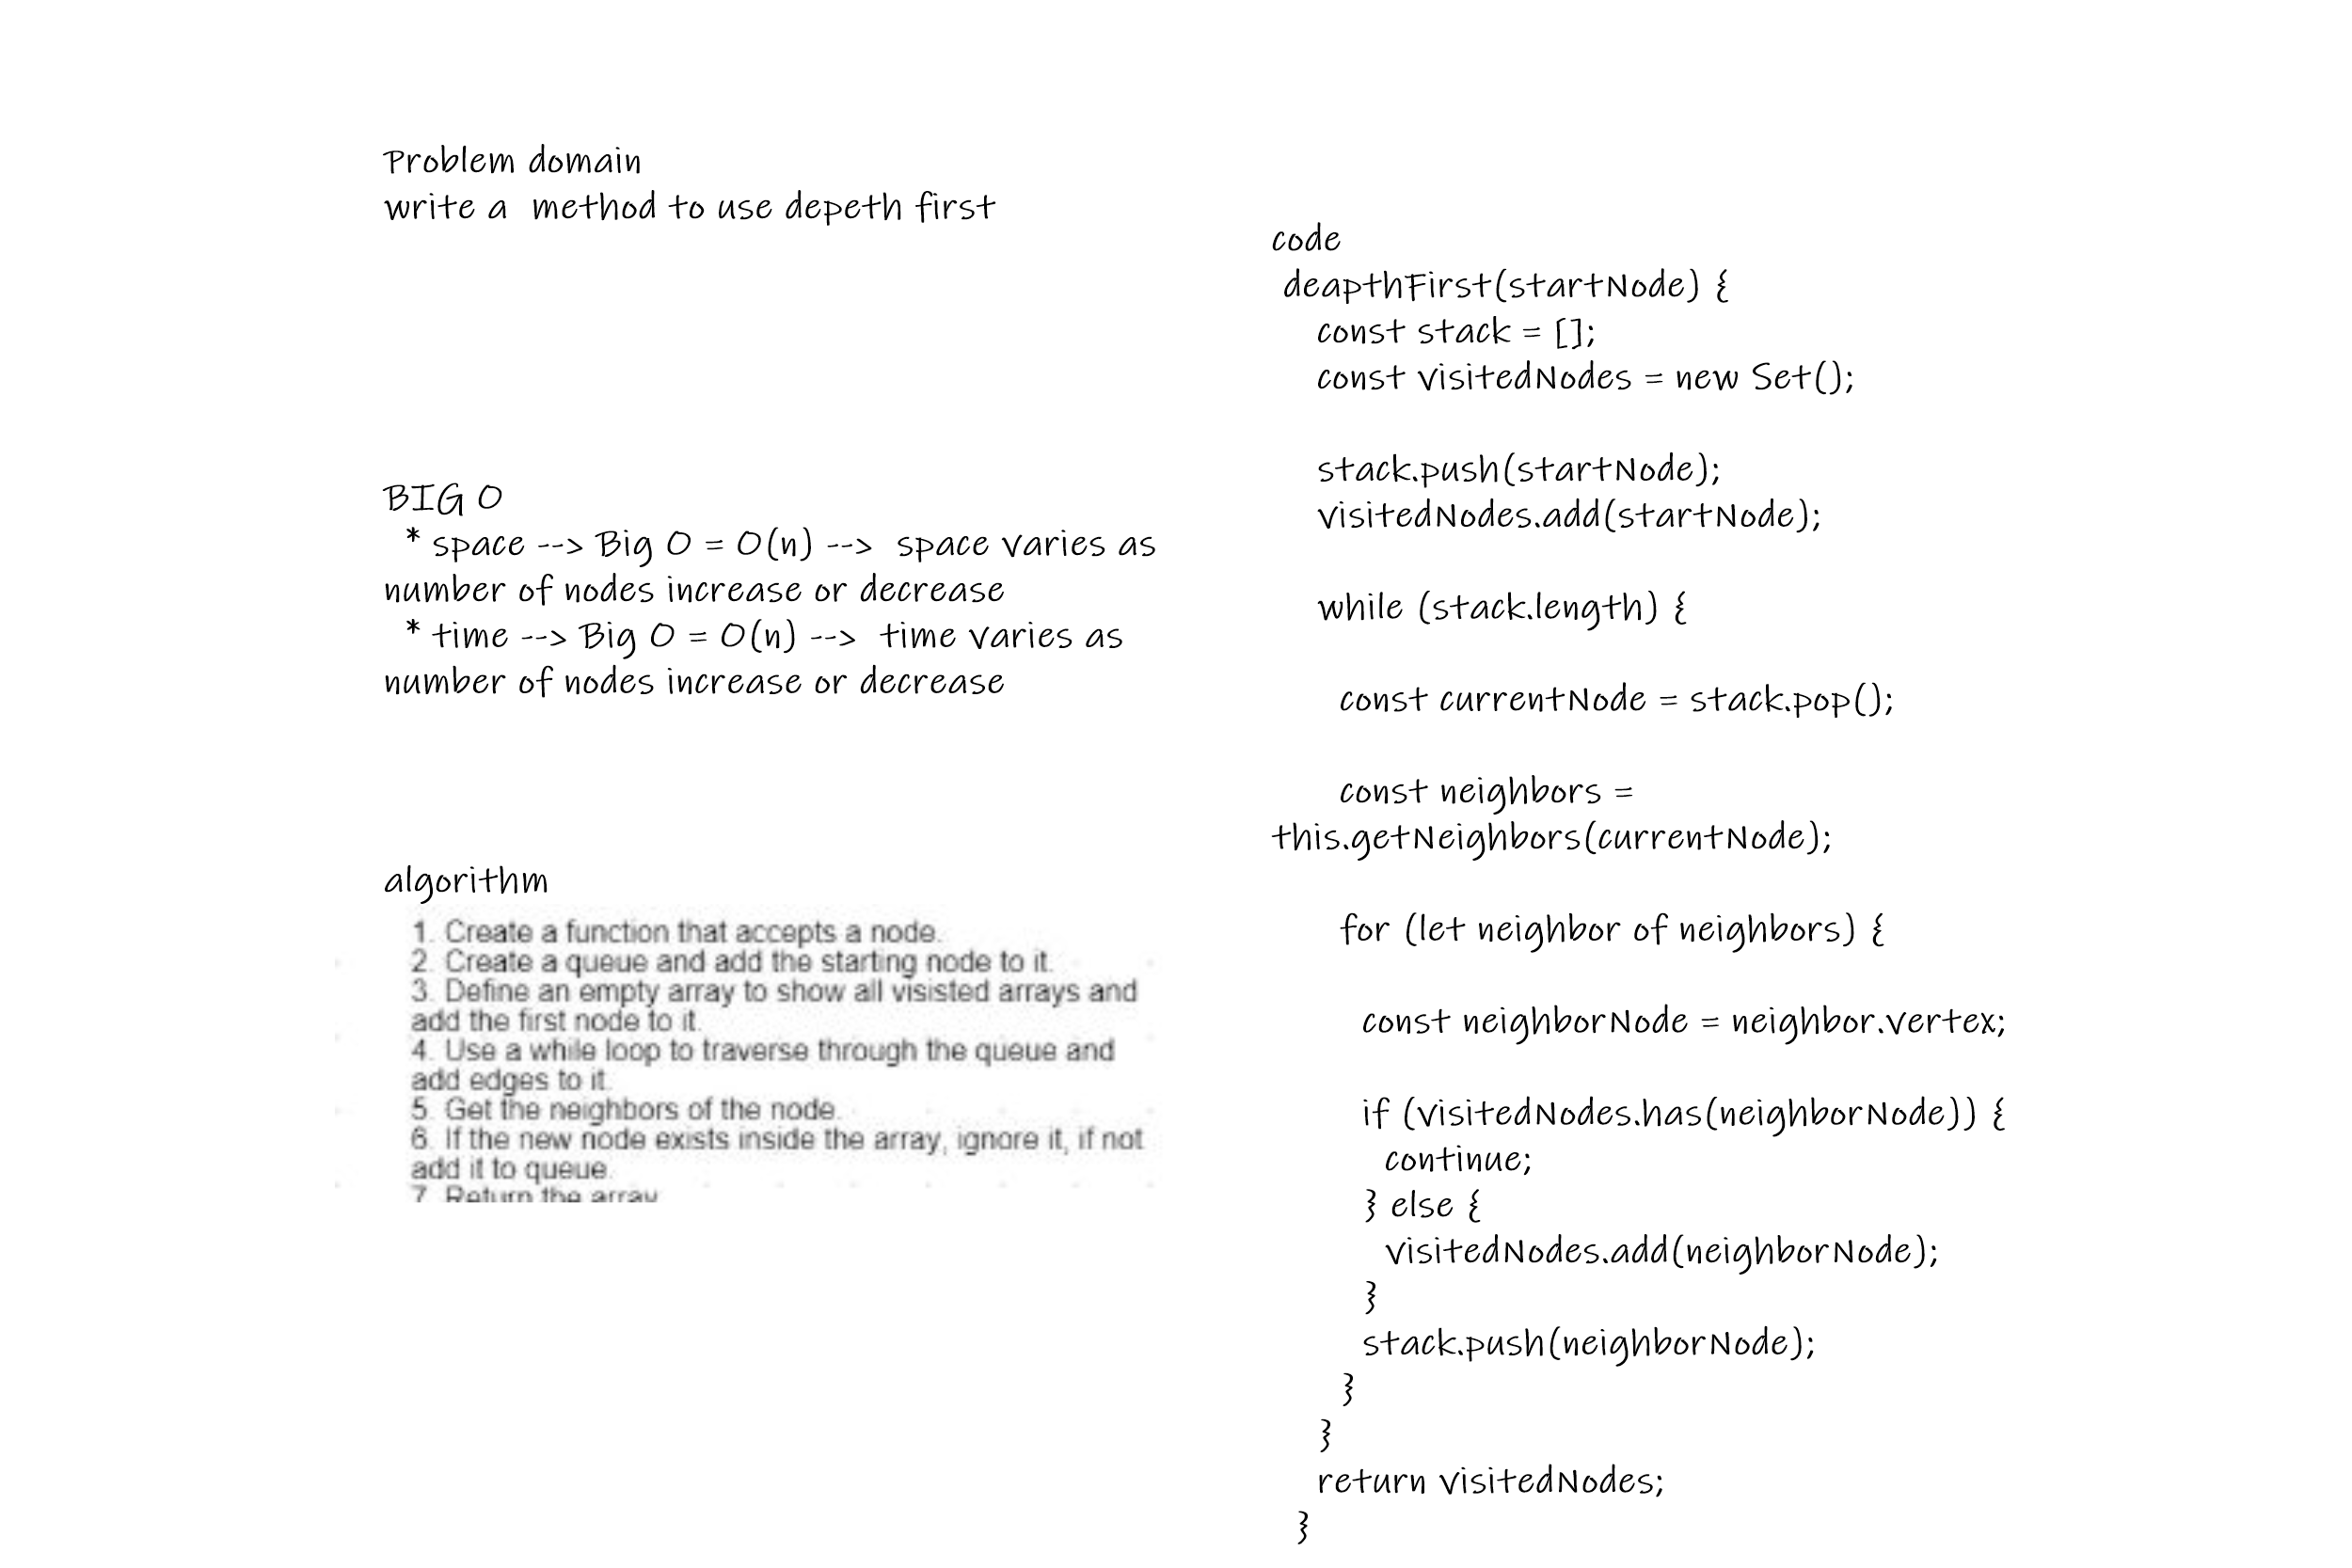 Problem domain
write a  method to use depeth first
BIG O
* space --> Big O = O(n) -->  space varies as
number of nodes increase or decrease
* time --> Big O = O(n) -->  time varies as
number of nodes increase or decrease
algorithm
1. Create a function that accepts a node.
2. Create a queue and add the starting node to it.
3. Define an empty array to show all visisted arrays and
add the first node to it.
4. Use a while loop to traverse through the queue and
add edges to it.
5. Get the neighbors of the node.
6. If the new node exists inside the array, ignore it, if not
add it to queue.
7. Return the array
code
deapthFirst(startNode) {
const stack = [];
const visitedNodes = new Set();
stack.push(startNode);
visitedNodes.add(startNode);
while (stack.length) {
const currentNode = stack.pop();
const neighbors =
this.getNeighbors(currentNode);
for (let neighbor of neighbors) {
const neighborNode = neighbor.vertex;
if (visitedNodes.has(neighborNode)) {
continue;
} else {
visitedNodes.add(neighborNode);
}
stack.push(neighborNode);
}
}
return visitedNodes;
}